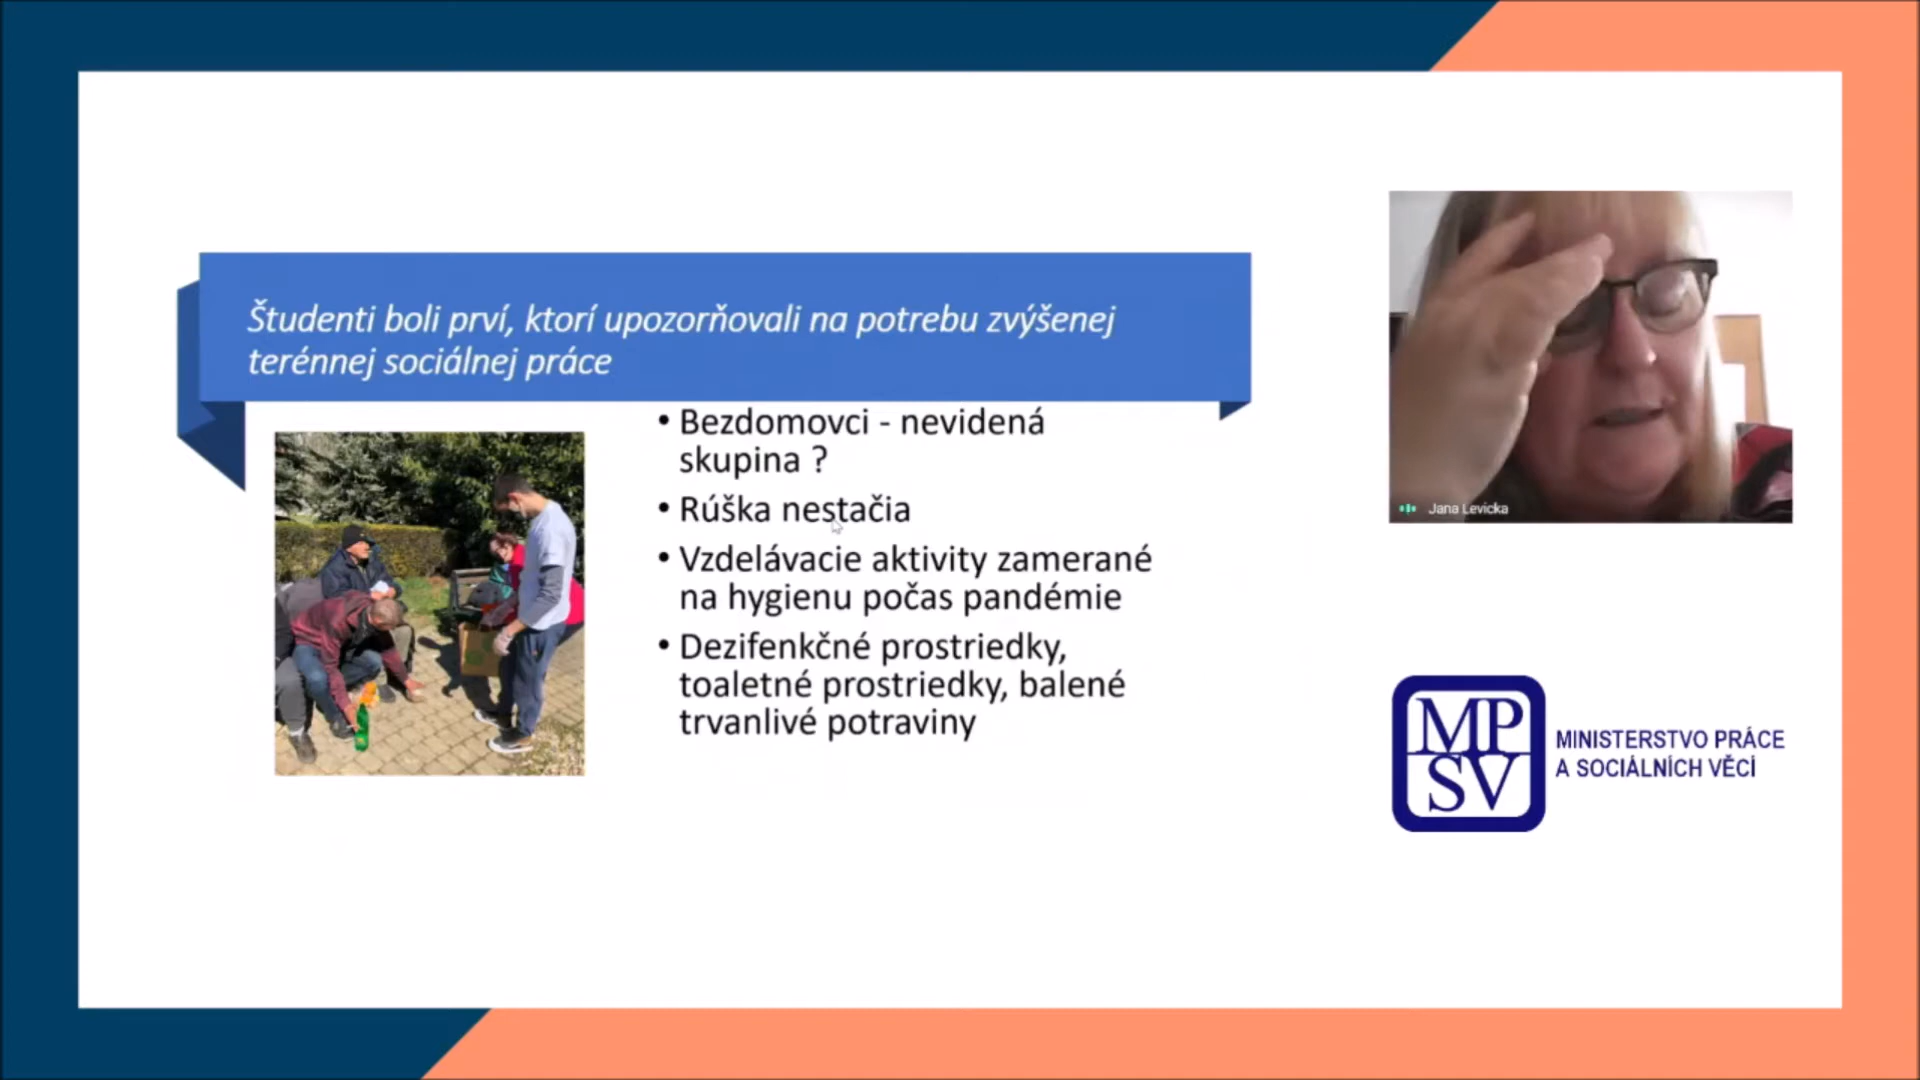 Študenti boli prví, ktorí upozorňovali na potrebu zvýšenej
terénnej sociálnej práce
• Bezdomovci - nevidená
skupina ?
• Rúška nestačia
• Vzdelávacie aktivity zamerané
na hygienu počas pandémie
• Dezifenkčné prostriedky,
toaletné prostriedky, balené
trvanlivé potraviny
Jana Levicka
MP
SV
MINISTERSTVO PRÁCE
A SOCIÁLNÍCH VĚCÍ